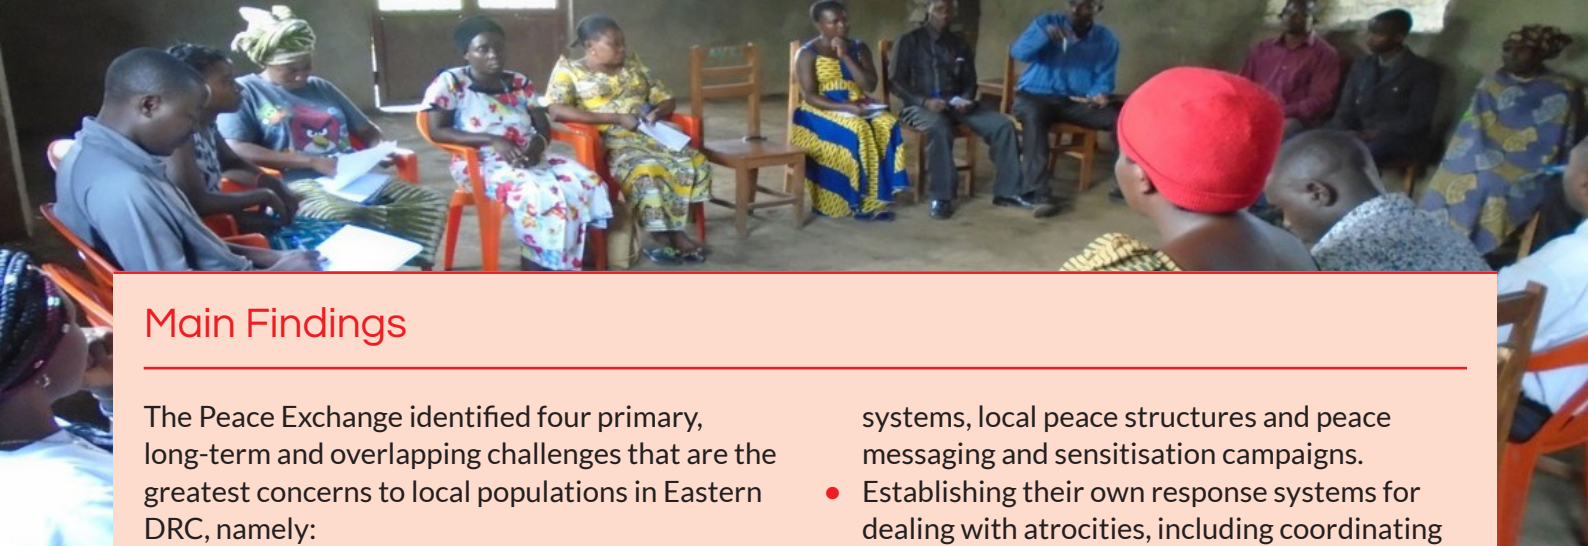 Main Findings
The Peace Exchange identified four primary,
long-term and overlapping challenges that are the
greatest concerns to local populations in Eastern
DRC, namely:
systems, local peace structures and peace
messaging and sensitisation campaigns.
● Establishing their own response systems for
dealing with atrocities, including coordinating